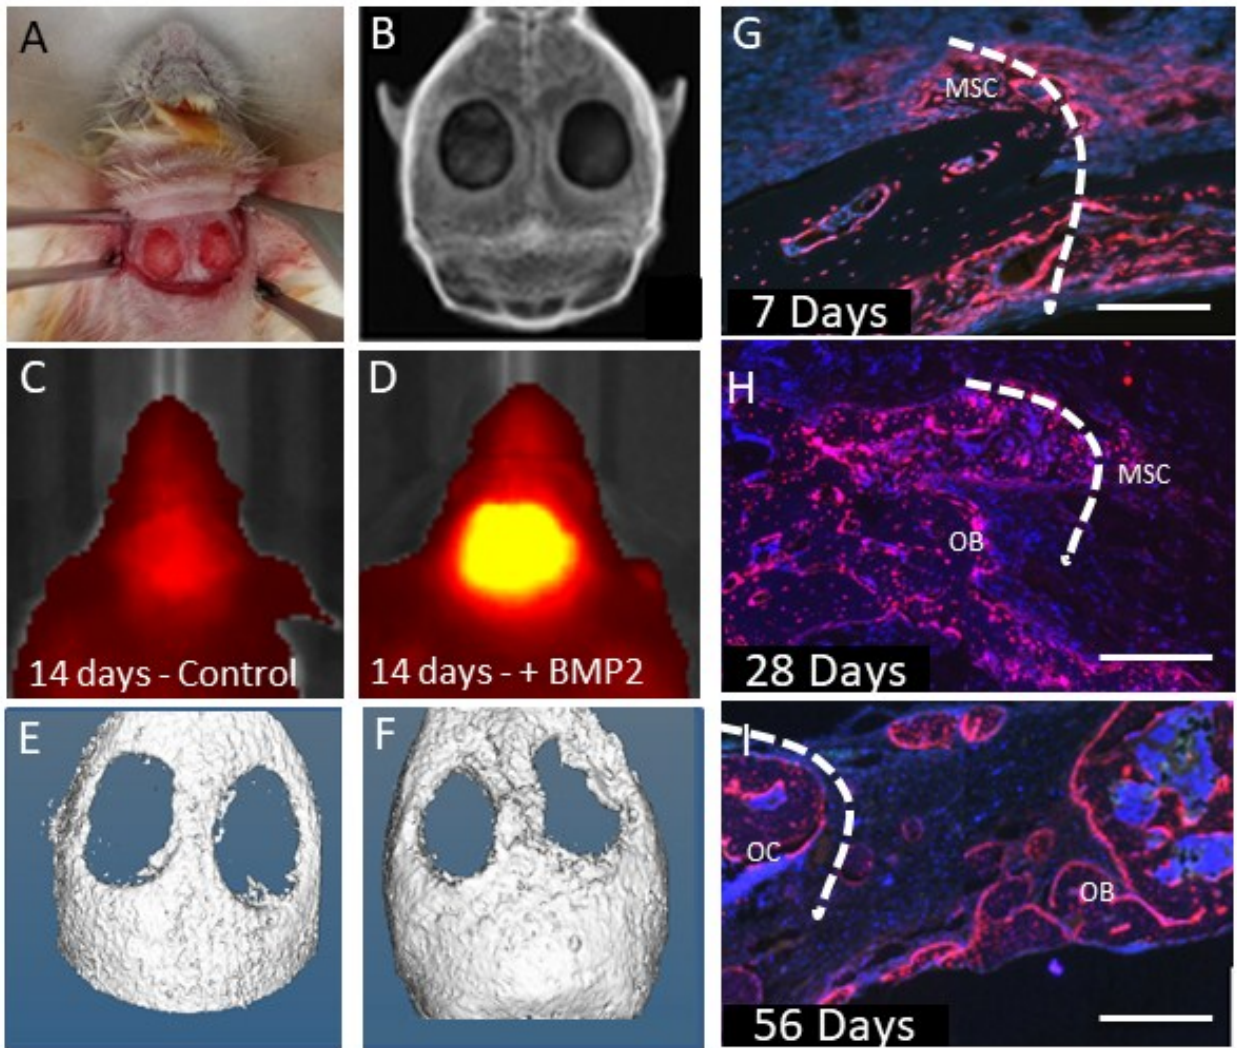 A
B
G
MSC
7 Days
C
D
14 days - Control
14 days - + BMP2
H
MSC
OB
28 Days
E
F
I
OC
OB
56 Days